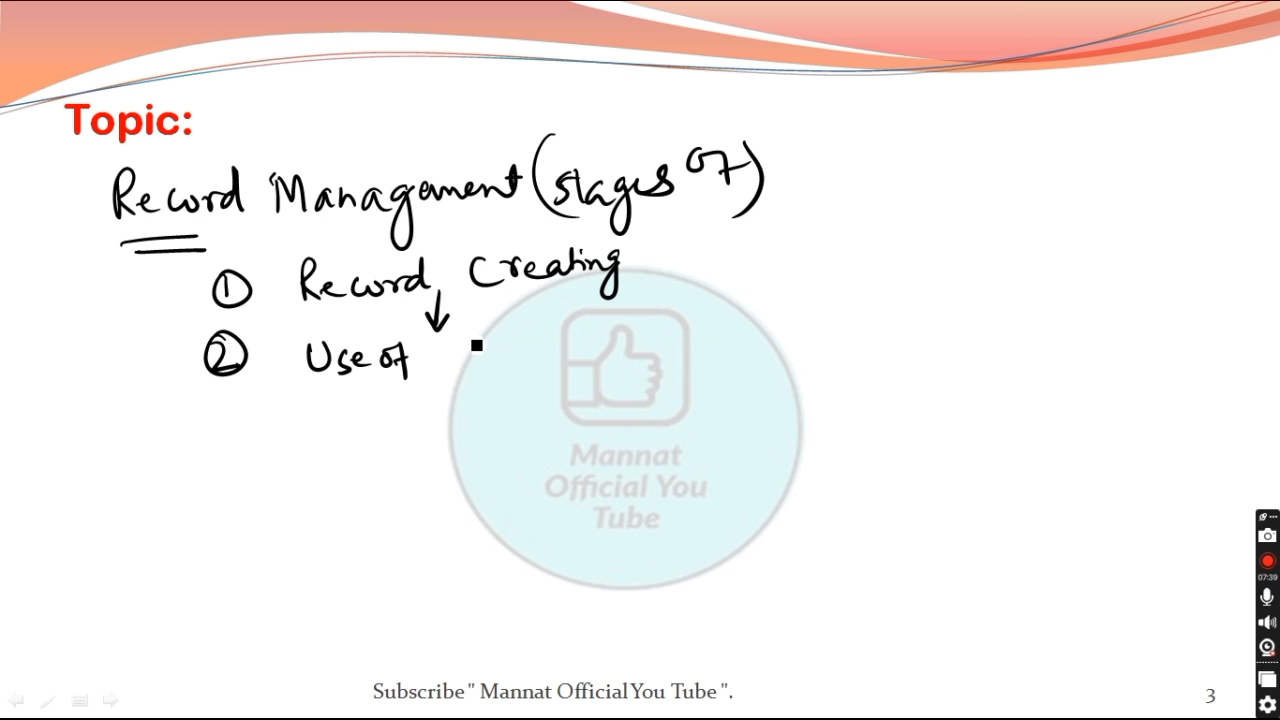 Topic:
Record Management (stages of)
① Record Creating
② Use of
Mannat
Official You
Tube
07:39
Subscribe " Mannat Official You Tube ".
3